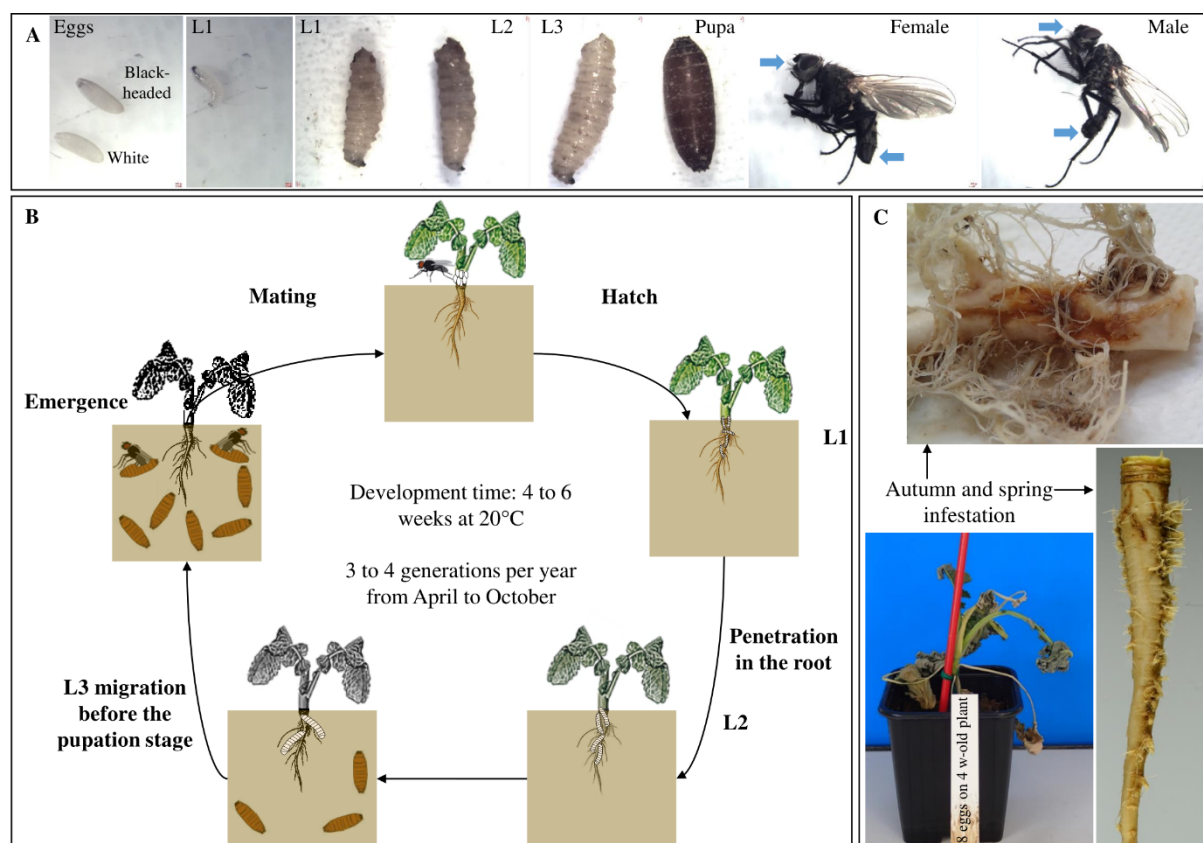 A
Eggs
Black-
headed
White
L1
L1
L2
L3
Pupa
Female
Male
B
Mating
Hatch
Emergence
L1
Development time: 4 to 6
weeks at 20°C
3 to 4 generations per year
from April to October
Penetration
in the root
L3 migration
before the
pupation stage
L2
C
Autumn and spring
infestation
8 eggs on 4 w-old plant